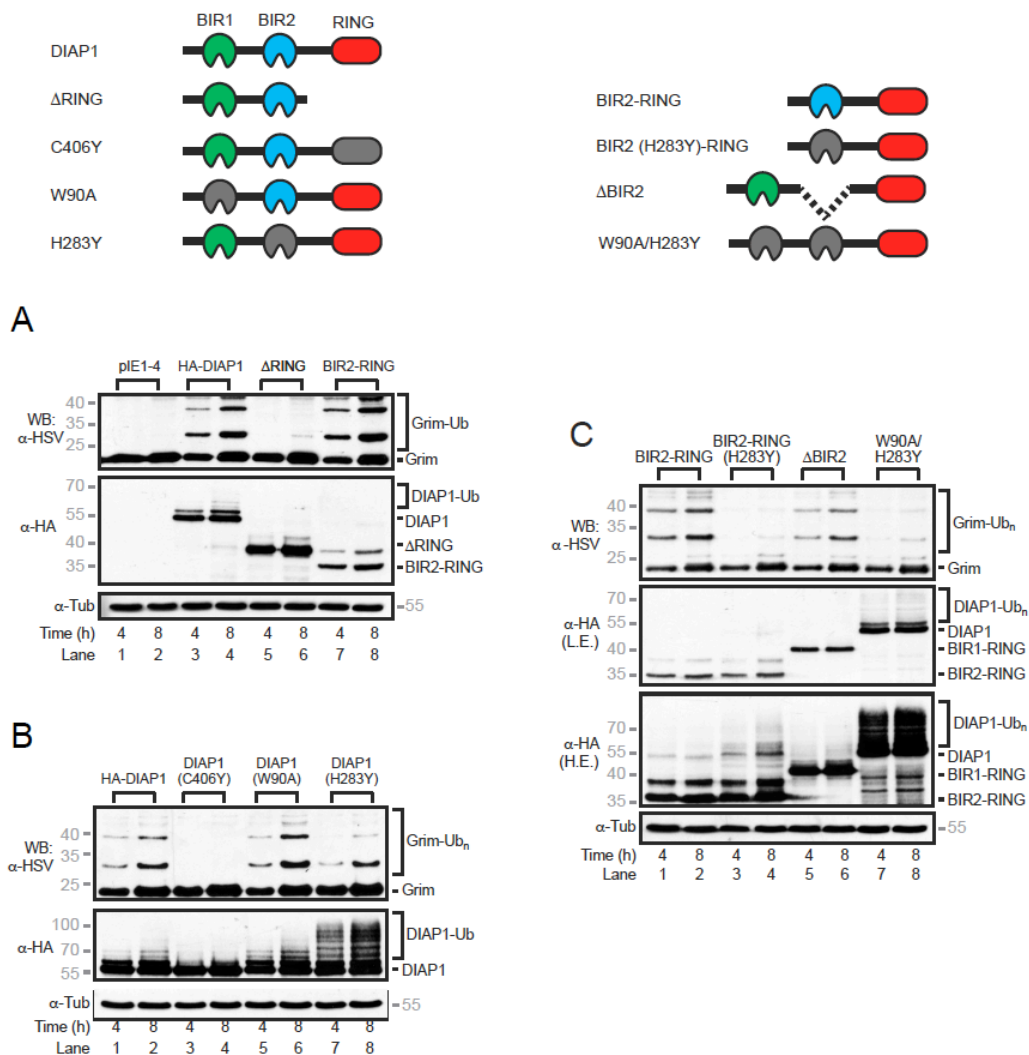 BIR1 BIR2 RING
DIAP1
ΔRING
C406Y
W90A
H283Y
BIR2-RING
BIR2 (H283Y)-RING
ΔBIR2
W90A/H283Y
A
pIE1-4 HA-DIAP1 ΔRING BIR2-RING
WB:
α-HSV
40
35
25
Grim-Ub
Grim
α-HA
70
55
40
35
DIAP1-Ub
DIAP1
ΔRING
BIR2-RING
α-Tub
55
Time (h) 4 8 4 8 4 8 4 8
Lane 1 2 3 4 5 6 7 8
B
HA-DIAP1
DIAP1
(C406Y)
DIAP1
(W90A)
DIAP1
(H283Y)
WB:
α-HSV
40
35
25
Grim-Ubn
Grim
α-HA
100
70
55
DIAP1-Ub
DIAP1
α-Tub
55
Time (h) 4 8 4 8 4 8 4 8
Lane 1 2 3 4 5 6 7 8
C
BIR2-RING
BIR2-RING
(H283Y)
ΔBIR2
W90A/
H283Y
WB:
α-HSV
40
35
25
Grim-Ubn
Grim
α-HA
(L.E.)
70
55
40
35
DIAP1-Ubn
DIAP1
BIR1-RING
BIR2-RING
α-HA
(H.E.)
70
55
40
35
DIAP1-Ubn
DIAP1
BIR1-RING
BIR2-RING
α-Tub
55
Time (h) 4 8 4 8 4 8 4 8
Lane 1 2 3 4 5 6 7 8